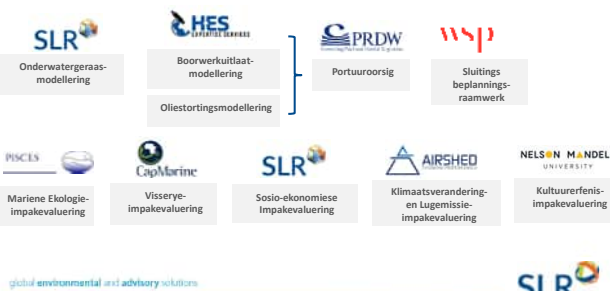 SLR
HES
EXPERTISE SERVICES
PRDW
wsp
Onderwatergeraas-
modellering
Boorwerkuitlaat-
modellering
Oliestortingsmodellering
Portuuroorsig
Sluitings
beplannings-
raamwerk
PISCES
CapMarine
SLR
AIRSHED
NELSON MANDEL
UNIVERSITY
Mariene Ekologie-
impakevaluering
Visserye-
impakevaluering
Sosio-ekonomiese
Impakevaluering
Klimaatsverandering-
en Lugemissie-
impakevaluering
Kultuurerfenis-
impakevaluering
global environmental and advisory solutions
SLR